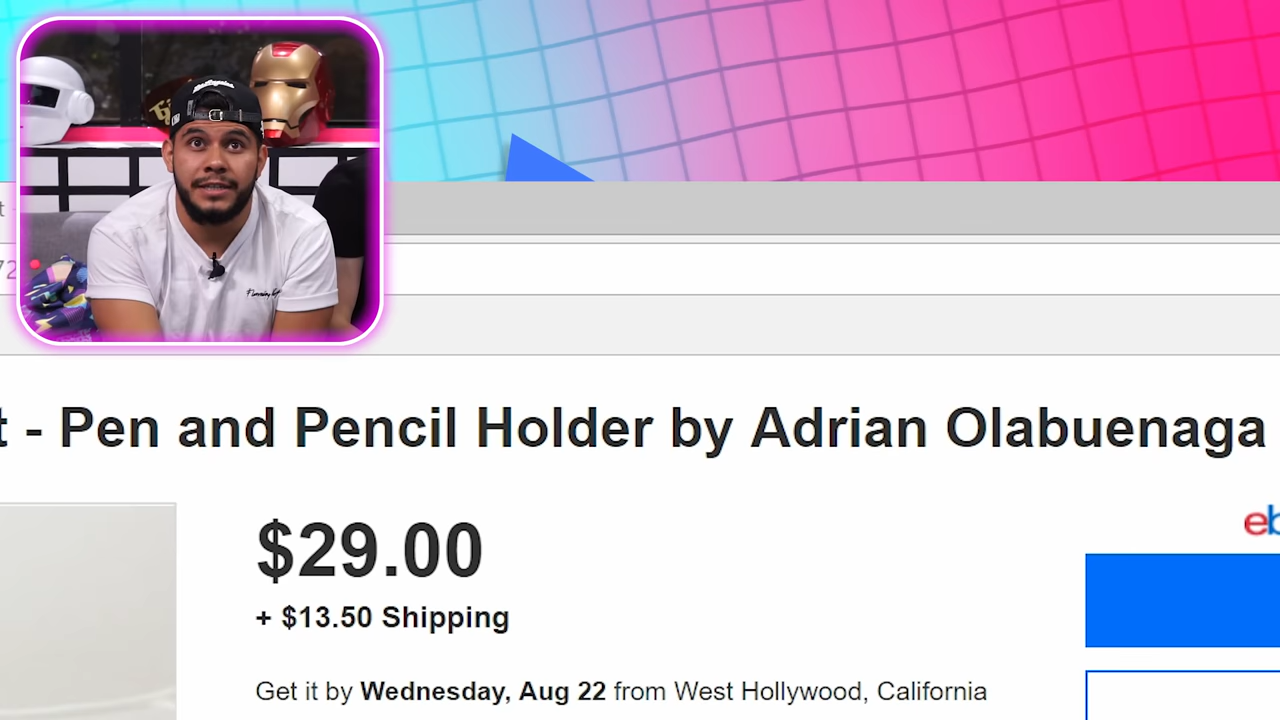 t - Pen and Pencil Holder by Adrian Olabuenaga
$29.00
+ $13.50 Shipping
Get it by Wednesday, Aug 22 from West Hollywood, California
eb